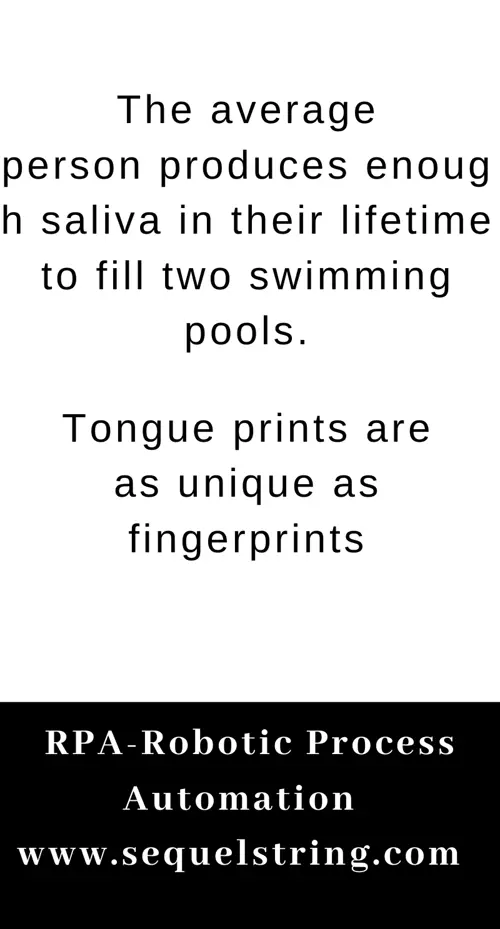 The average
person produces enoug
h saliva in their lifetime
to fill two swimming
pools.
Tongue prints are
as unique as
fingerprints
RPA-Robotic Process
Automation
www.sequelstring.com